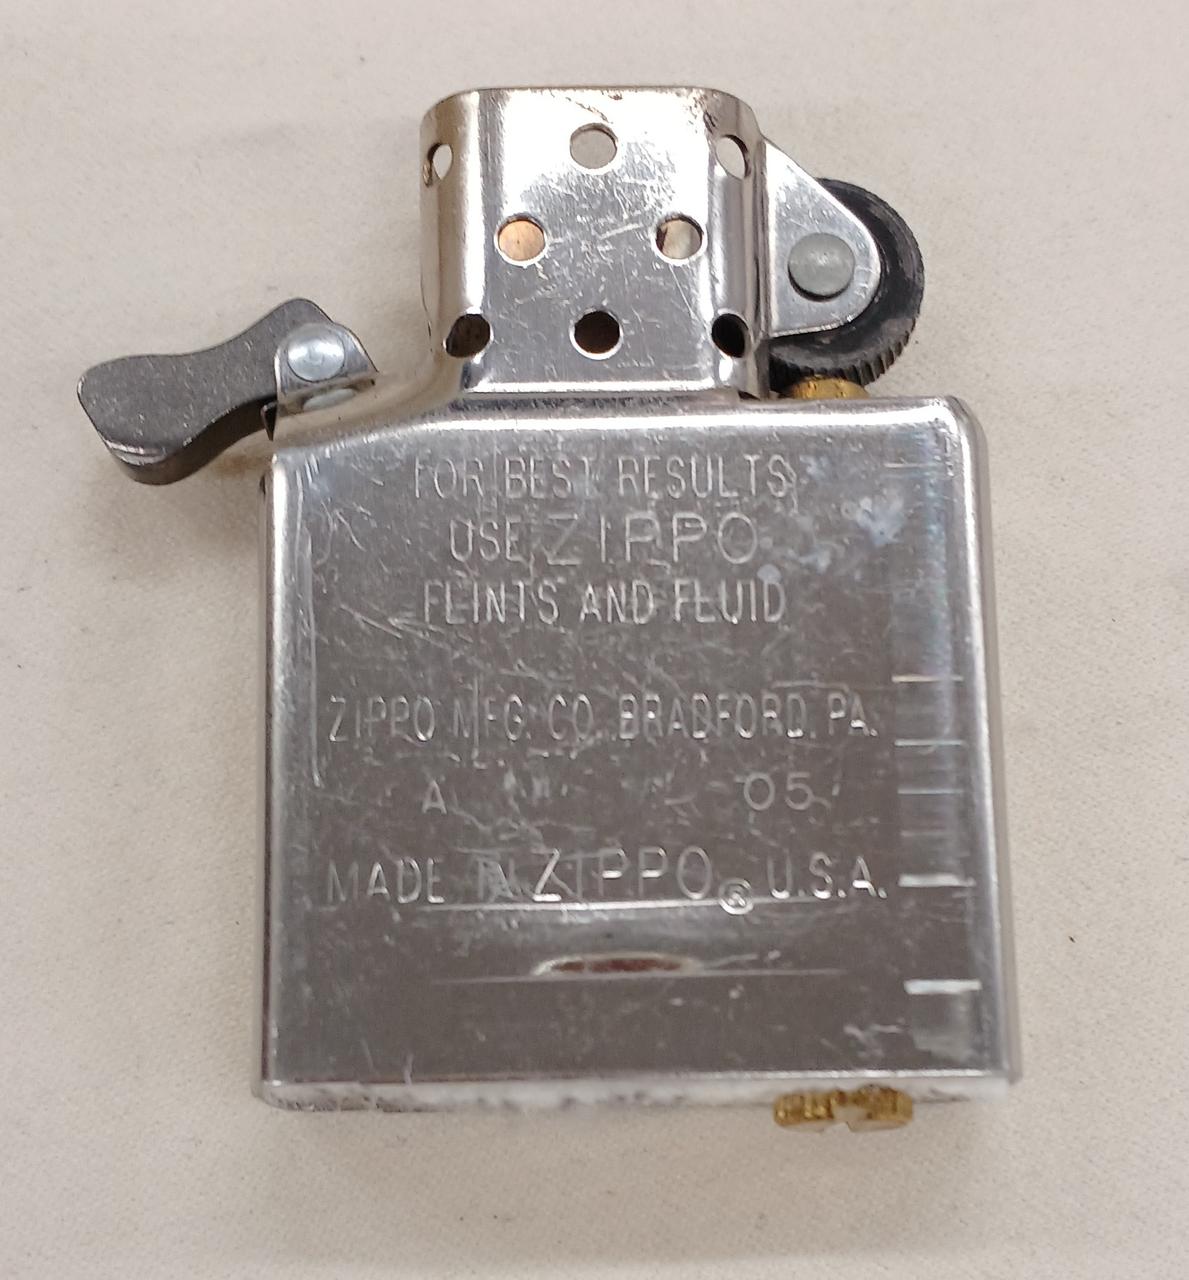 FOR BEST RESULTS
USE ZIPPO
FLINTS AND FLUID
ZIPPO MFG. CO. BRADFORD, PA.
A 05
MADE IN ZIPPO® U.S.A.